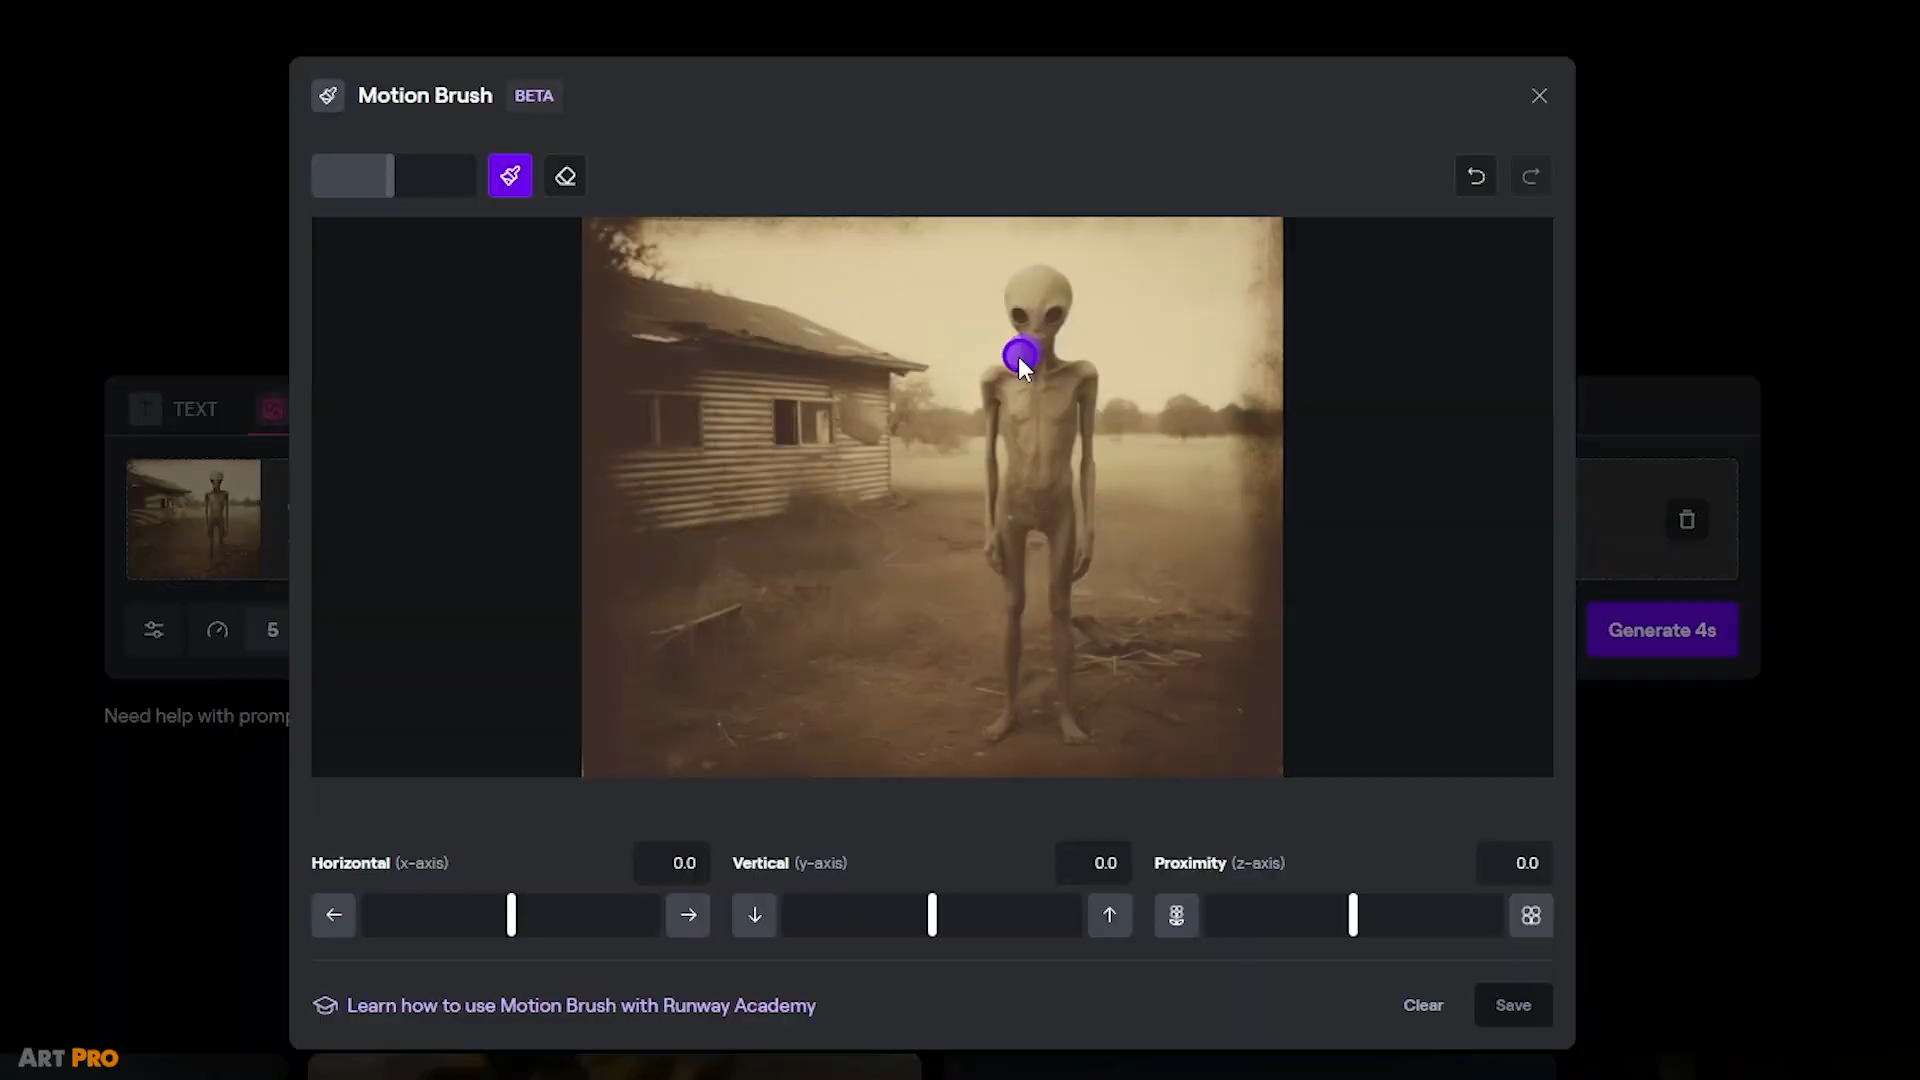 Motion Brush BETA
TEXT
5
Generate 4s
Need help with promp
Horizontal (x-axis) 0.0 Vertical (y-axis) 0.0 Proximity (z-axis) 0.0
Learn how to use Motion Brush with Runway Academy Clear Save
ART PRO